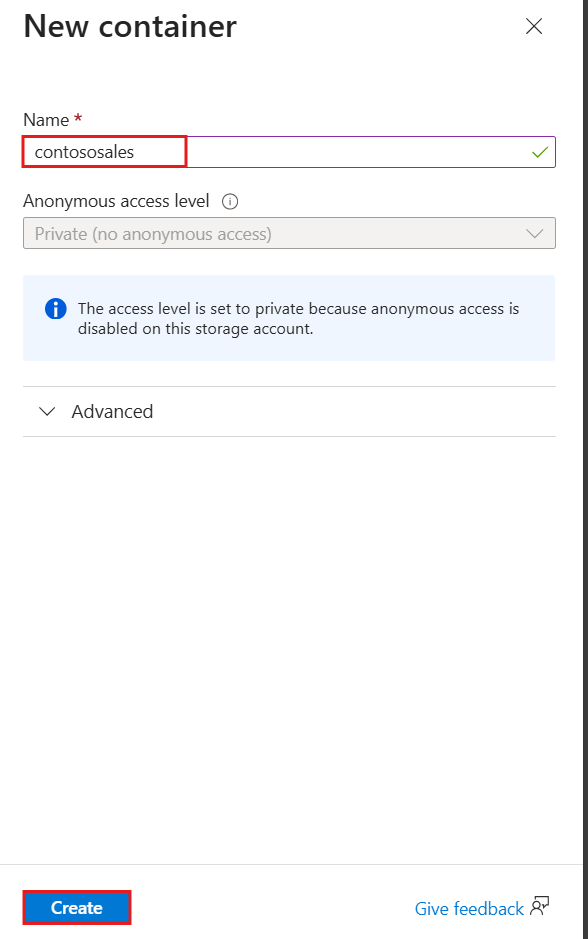 New container
Name *
contososales
Anonymous access level
Private (no anonymous access)
The access level is set to private because anonymous access is
disabled on this storage account.
Advanced
Create
Give feedback